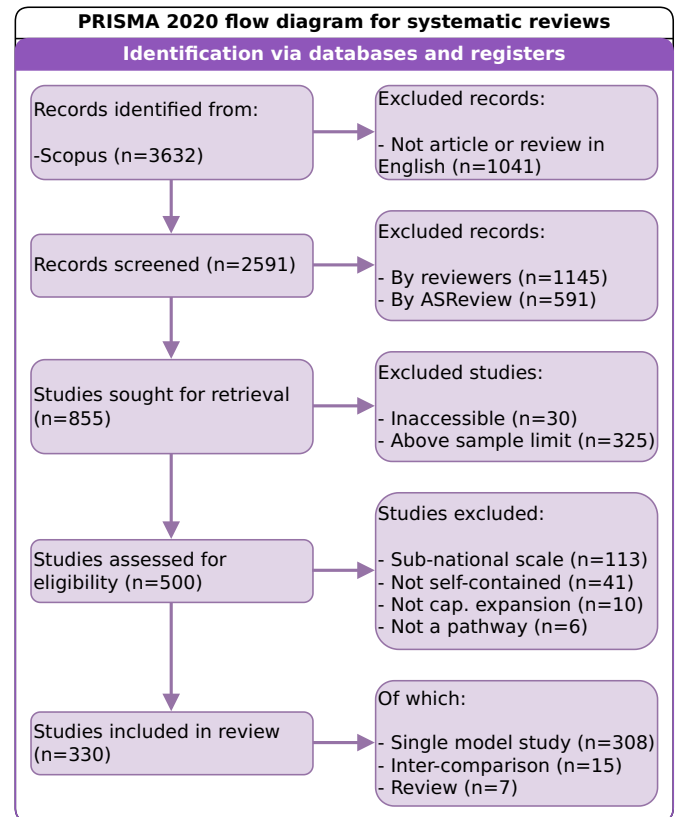 PRISMA 2020 flow diagram for systematic reviews
Identification via databases and registers
Records identified from:
-Scopus (n=3632)
Excluded records:
- Not article or review in
English (n=1041)
Records screened (n=2591)
Excluded records:
- By reviewers (n=1145)
- By ASReview (n=591)
Studies sought for retrieval
(n=855)
Excluded studies:
- Inaccessible (n=30)
- Above sample limit (n=325)
Studies assessed for
eligibility (n=500)
Studies excluded:
- Sub-national scale (n=113)
- Not self-contained (n=41)
- Not cap. expansion (n=10)
- Not a pathway (n=6)
Studies included in review
(n=330)
Of which:
- Single model study (n=308)
- Inter-comparison (n=15)
- Review (n=7)